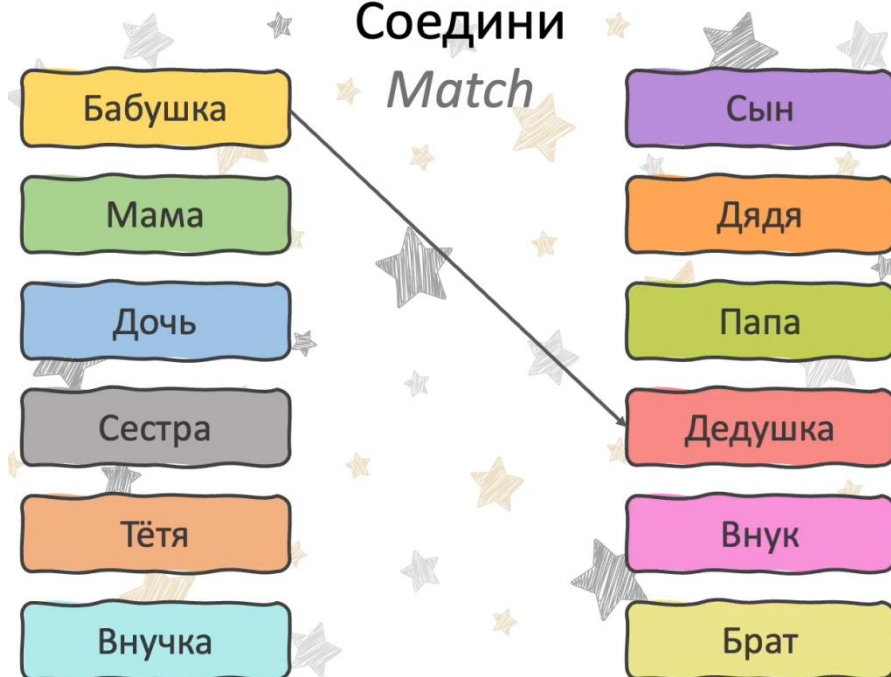 Соедини
Match
Бабушка
Сын
Мама
Дядя
Дочь
Папа
Сестра
Дедушка
Тётя
Внук
Внучка
Брат